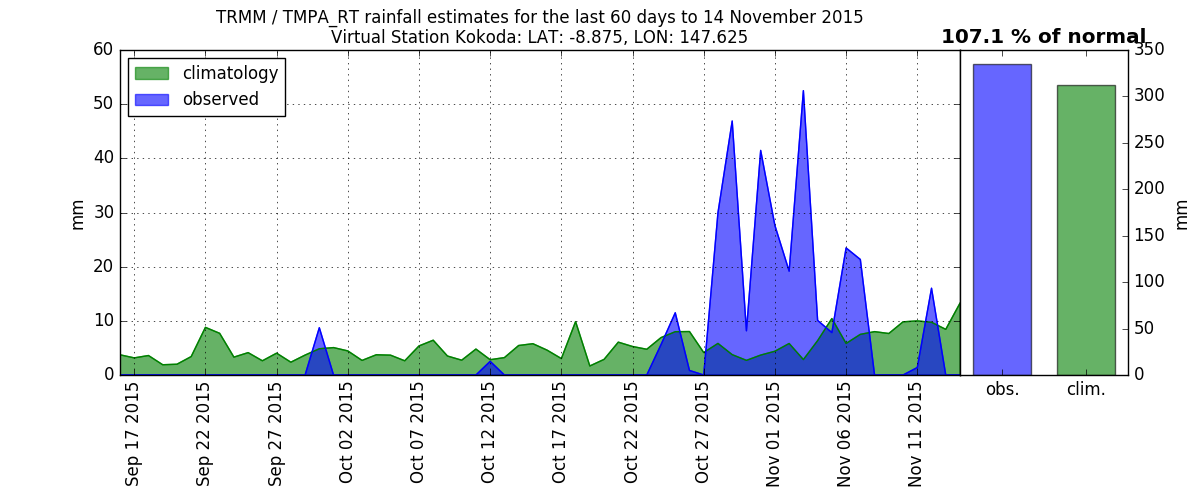 TRMM / TMPA_RT rainfall estimates for the last 60 days to 14 November 2015
Virtual Station Kokoda: LAT: -8.875, LON: 147.625
107.1 % of normal
climatology
observed
60
50
40
30
20
10
0
mm
350
300
250
200
150
100
50
0
mm
Sep 17 2015
Sep 22 2015
Sep 27 2015
Oct 02 2015
Oct 07 2015
Oct 12 2015
Oct 17 2015
Oct 22 2015
Oct 27 2015
Nov 01 2015
Nov 06 2015
Nov 11 2015
obs.
clim.